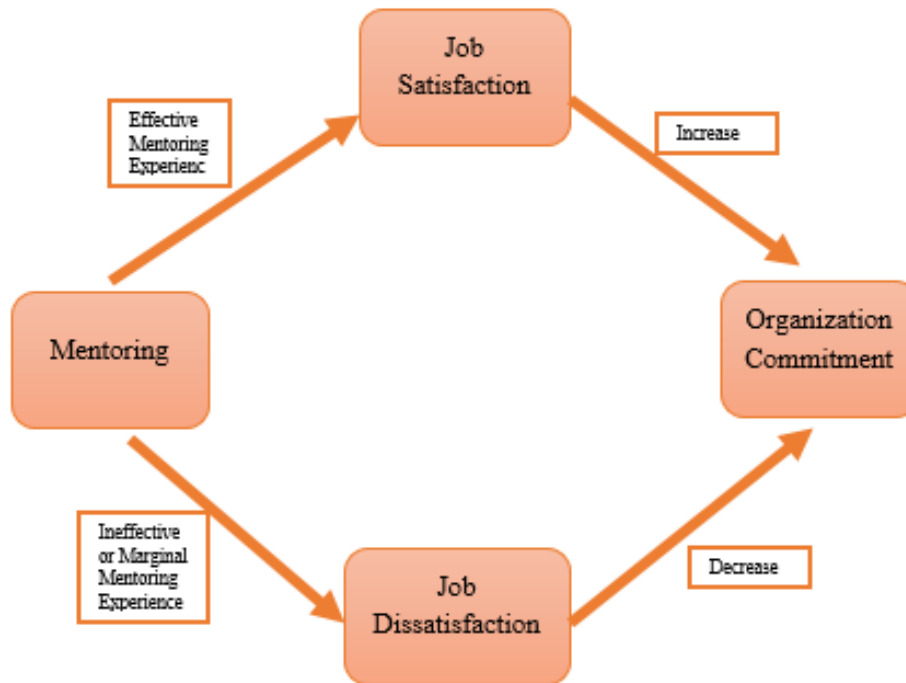 Job
Satisfaction
Effective
Mentoring
Experienc
Increase
Mentoring
Organization
Commitment
Ineffective
or Marginal
Mentoring
Experience
Job
Dissatisfaction
Decrease